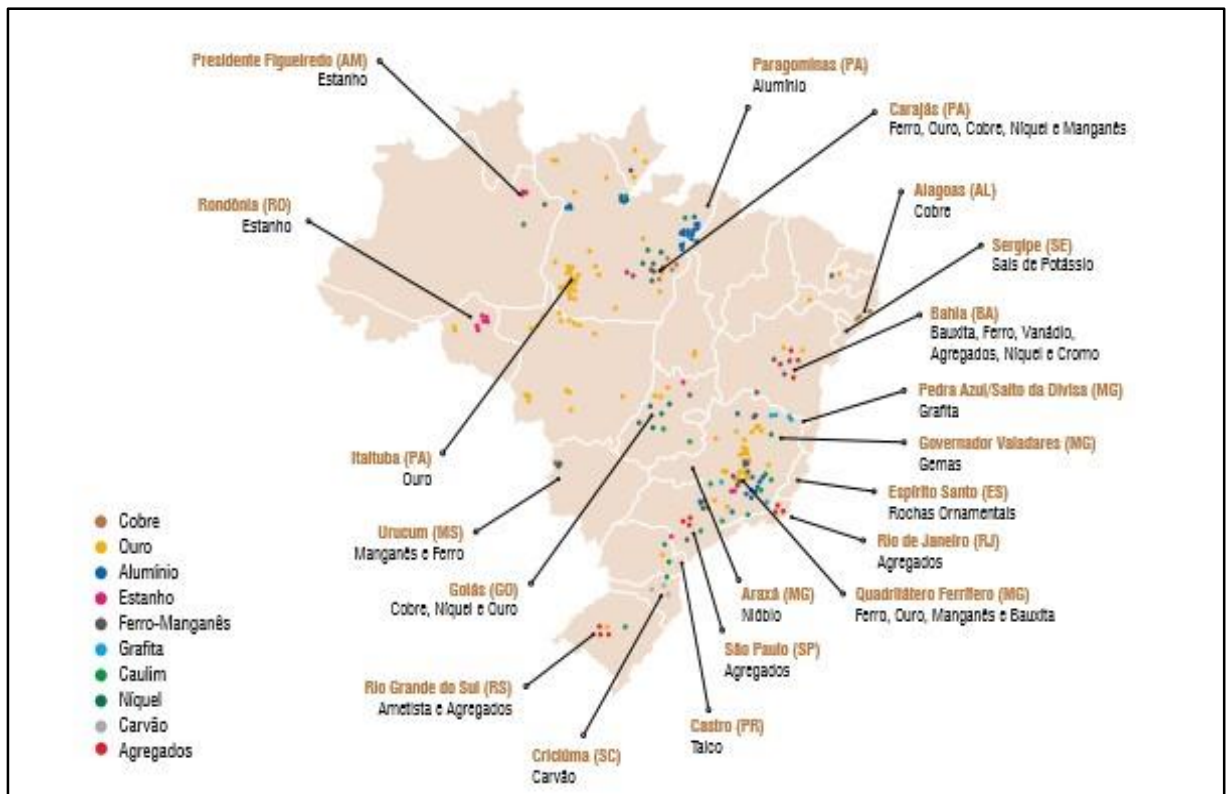 Presidente Figueiredo (AM)
Estanho
Paragominas (PA)
Alumínio
Carajás (PA)
Ferro, Ouro, Cobre, Níquel e Manganês
Rondônia (RO)
Estanho
Alagoas (AL)
Cobre
Sergipe (SE)
Sais de Potássio
Bahia (BA)
Bauxita, Ferro, Vanádio,
Agregados, Níquel e Cromo
Pedra Azul/Salto da Divisa (MG)
Grafita
Governador Valadares (MG)
Gemas
Itaituba (PA)
Ouro
Espírito Santo (ES)
Rochas Ornamentais
Urucum (MS)
Manganês e Ferro
Rio de Janeiro (RJ)
Agregados
Goiás (GO)
Cobre, Níquel e Ouro
Araxá (MG)
Nióbio
Quadrilátero Ferrífero (MG)
Ferro, Ouro, Manganês e Bauxita
São Paulo (SP)
Agregados
Rio Grande do Sul (RS)
Ametista e Agregados
Castro (PR)
Talco
Criciúma (SC)
Carvão
Cobre
Ouro
Alumínio
Estanho
Ferro-Manganês
Grafita
Caulim
Níquel
Carvão
Agregados